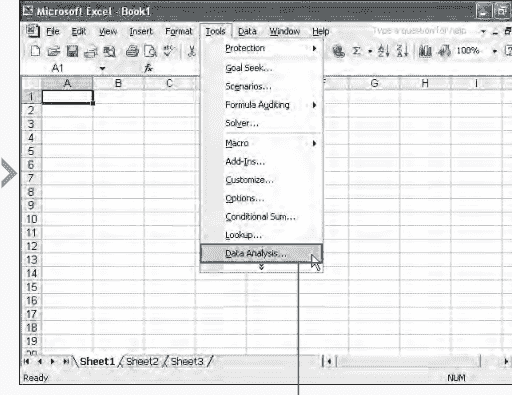 Microsoft Excel - Book1
File Edit View Insert Format Tools Data Window Help Type a question for help
100%
A1 fx
A B C F G H I
Protection
Goal Seek...
Scenarios...
Formula Auditing
Solver...
Macro
Add-Ins...
Customize...
Options...
Conditional Sum...
Lookup...
Data Analysis...
1
2
3
4
5
6
7
8
9
10
11
12
13
14
15
16
17
18
19
20
Sheet1 Sheet2 Sheet3
Ready NUM